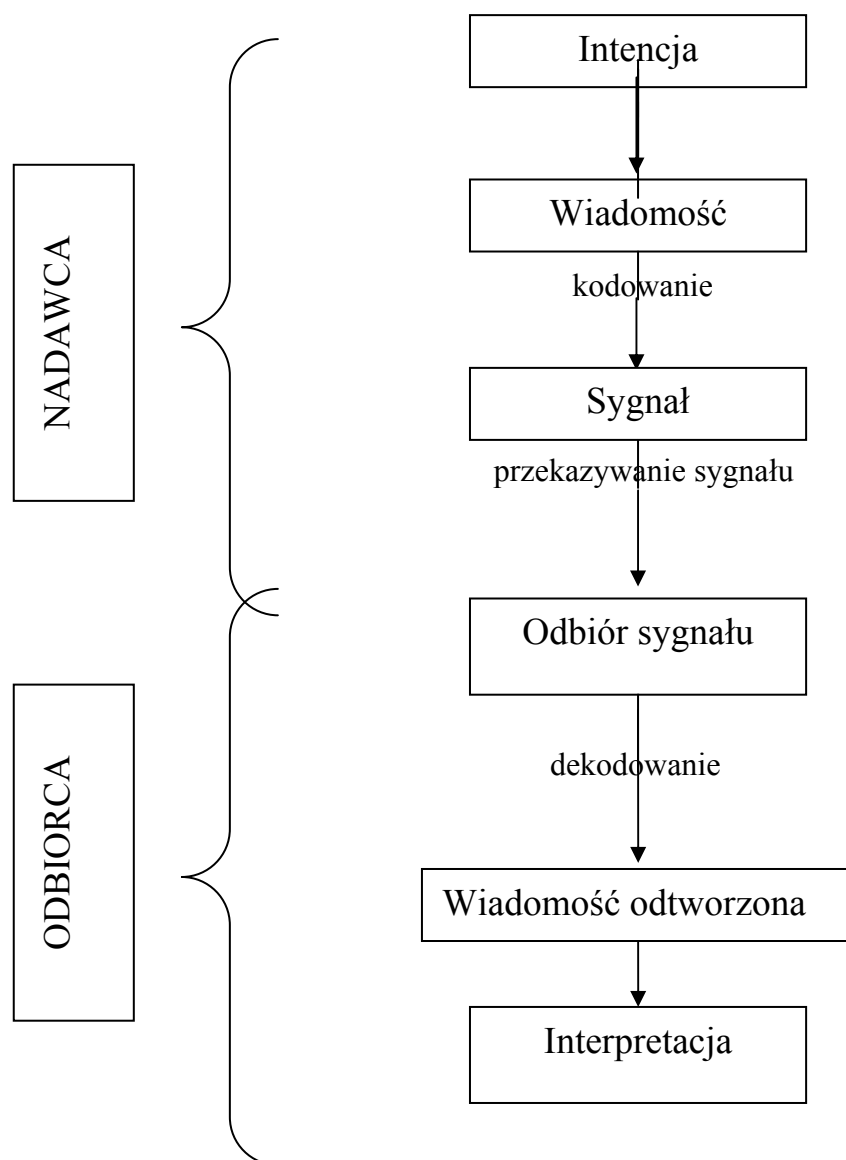 Intencja
Wiadomość
kodowanie
NADAWCA
Sygnał
przekazywanie sygnału
Odbiór sygnału
dekodowanie
ODBIORCA
Wiadomość odtworzona
Interpretacja